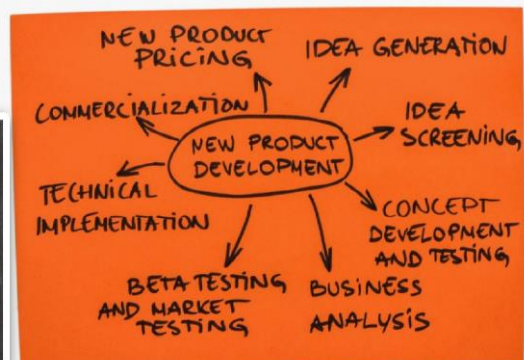 NEW PRODUCT
PRICING
IDEA GENERATION
COMMERCIALIZATION
IDEA
SCREENING
NEW PRODUCT
DEVELOPMENT
TECHNICAL
IMPLEMENTATION
CONCEPT
DEVELOPMENT
AND TESTING
BETA TESTING
AND MARKET
TESTING
BUSINESS
ANALYSIS